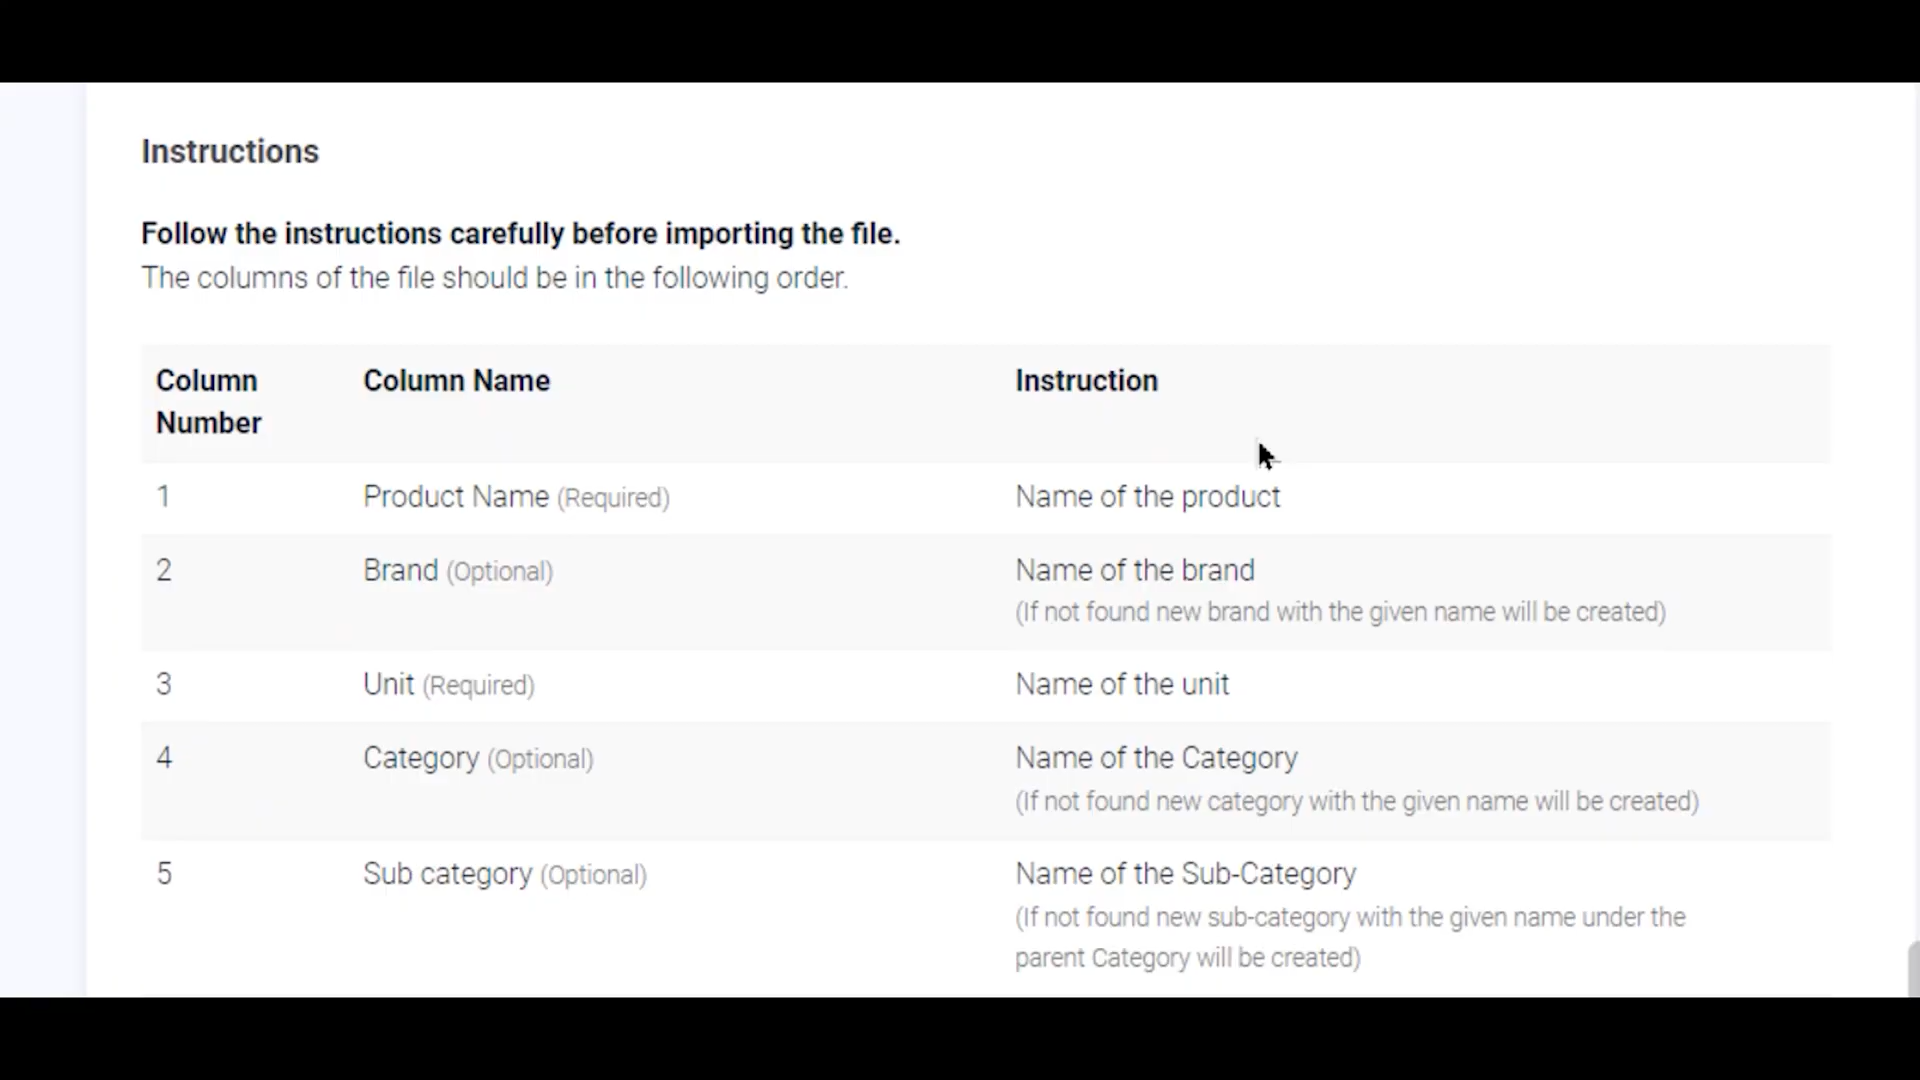 Instructions
Follow the instructions carefully before importing the file.
The columns of the file should be in the following order.
Column Number Column Name Instruction
1 Product Name (Required) Name of the product
2 Brand (Optional) Name of the brand
(If not found new brand with the given name will be created)
3 Unit (Required) Name of the unit
4 Category (Optional) Name of the Category
(If not found new category with the given name will be created)
5 Sub category (Optional) Name of the Sub-Category
(If not found new sub-category with the given name under the
parent Category will be created)